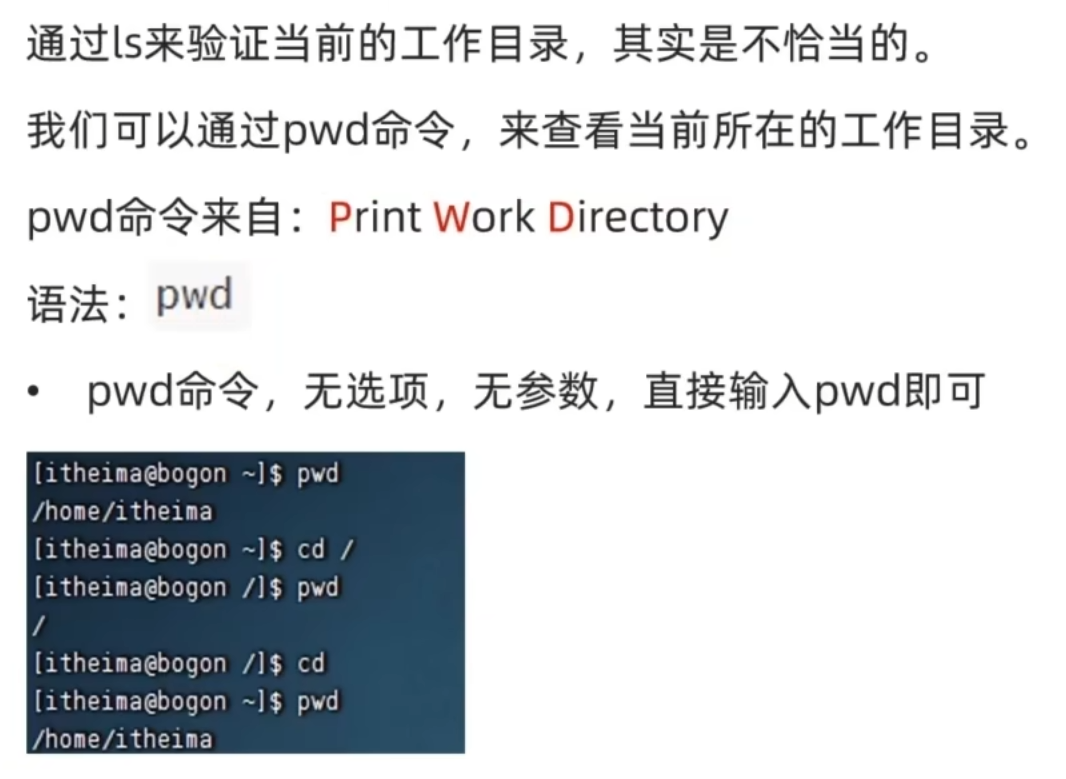 通过ls来验证当前的工作目录，其实是不恰当的。
我们可以通过pwd命令，来查看当前所在的工作目录。
pwd命令来自：Print Work Directory
语法：pwd
• pwd命令，无选项，无参数，直接输入pwd即可
[itheima@bogon ~]$ pwd
/home/itheima
[itheima@bogon ~]$ cd /
[itheima@bogon /]$ pwd
/
[itheima@bogon /]$ cd
[itheima@bogon ~]$ pwd
/home/itheima